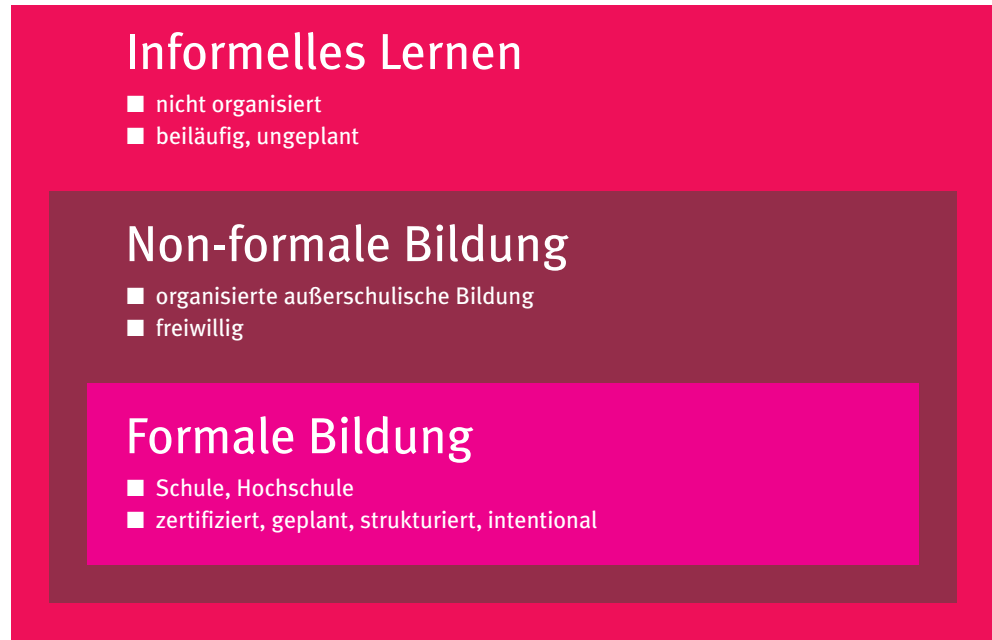 Informelles Lernen
■ nicht organisiert
■ beiläufig, ungeplant
Non-formale Bildung
■ organisierte außerschulische Bildung
■ freiwillig
Formale Bildung
■ Schule, Hochschule
■ zertifiziert, geplant, strukturiert, intentional